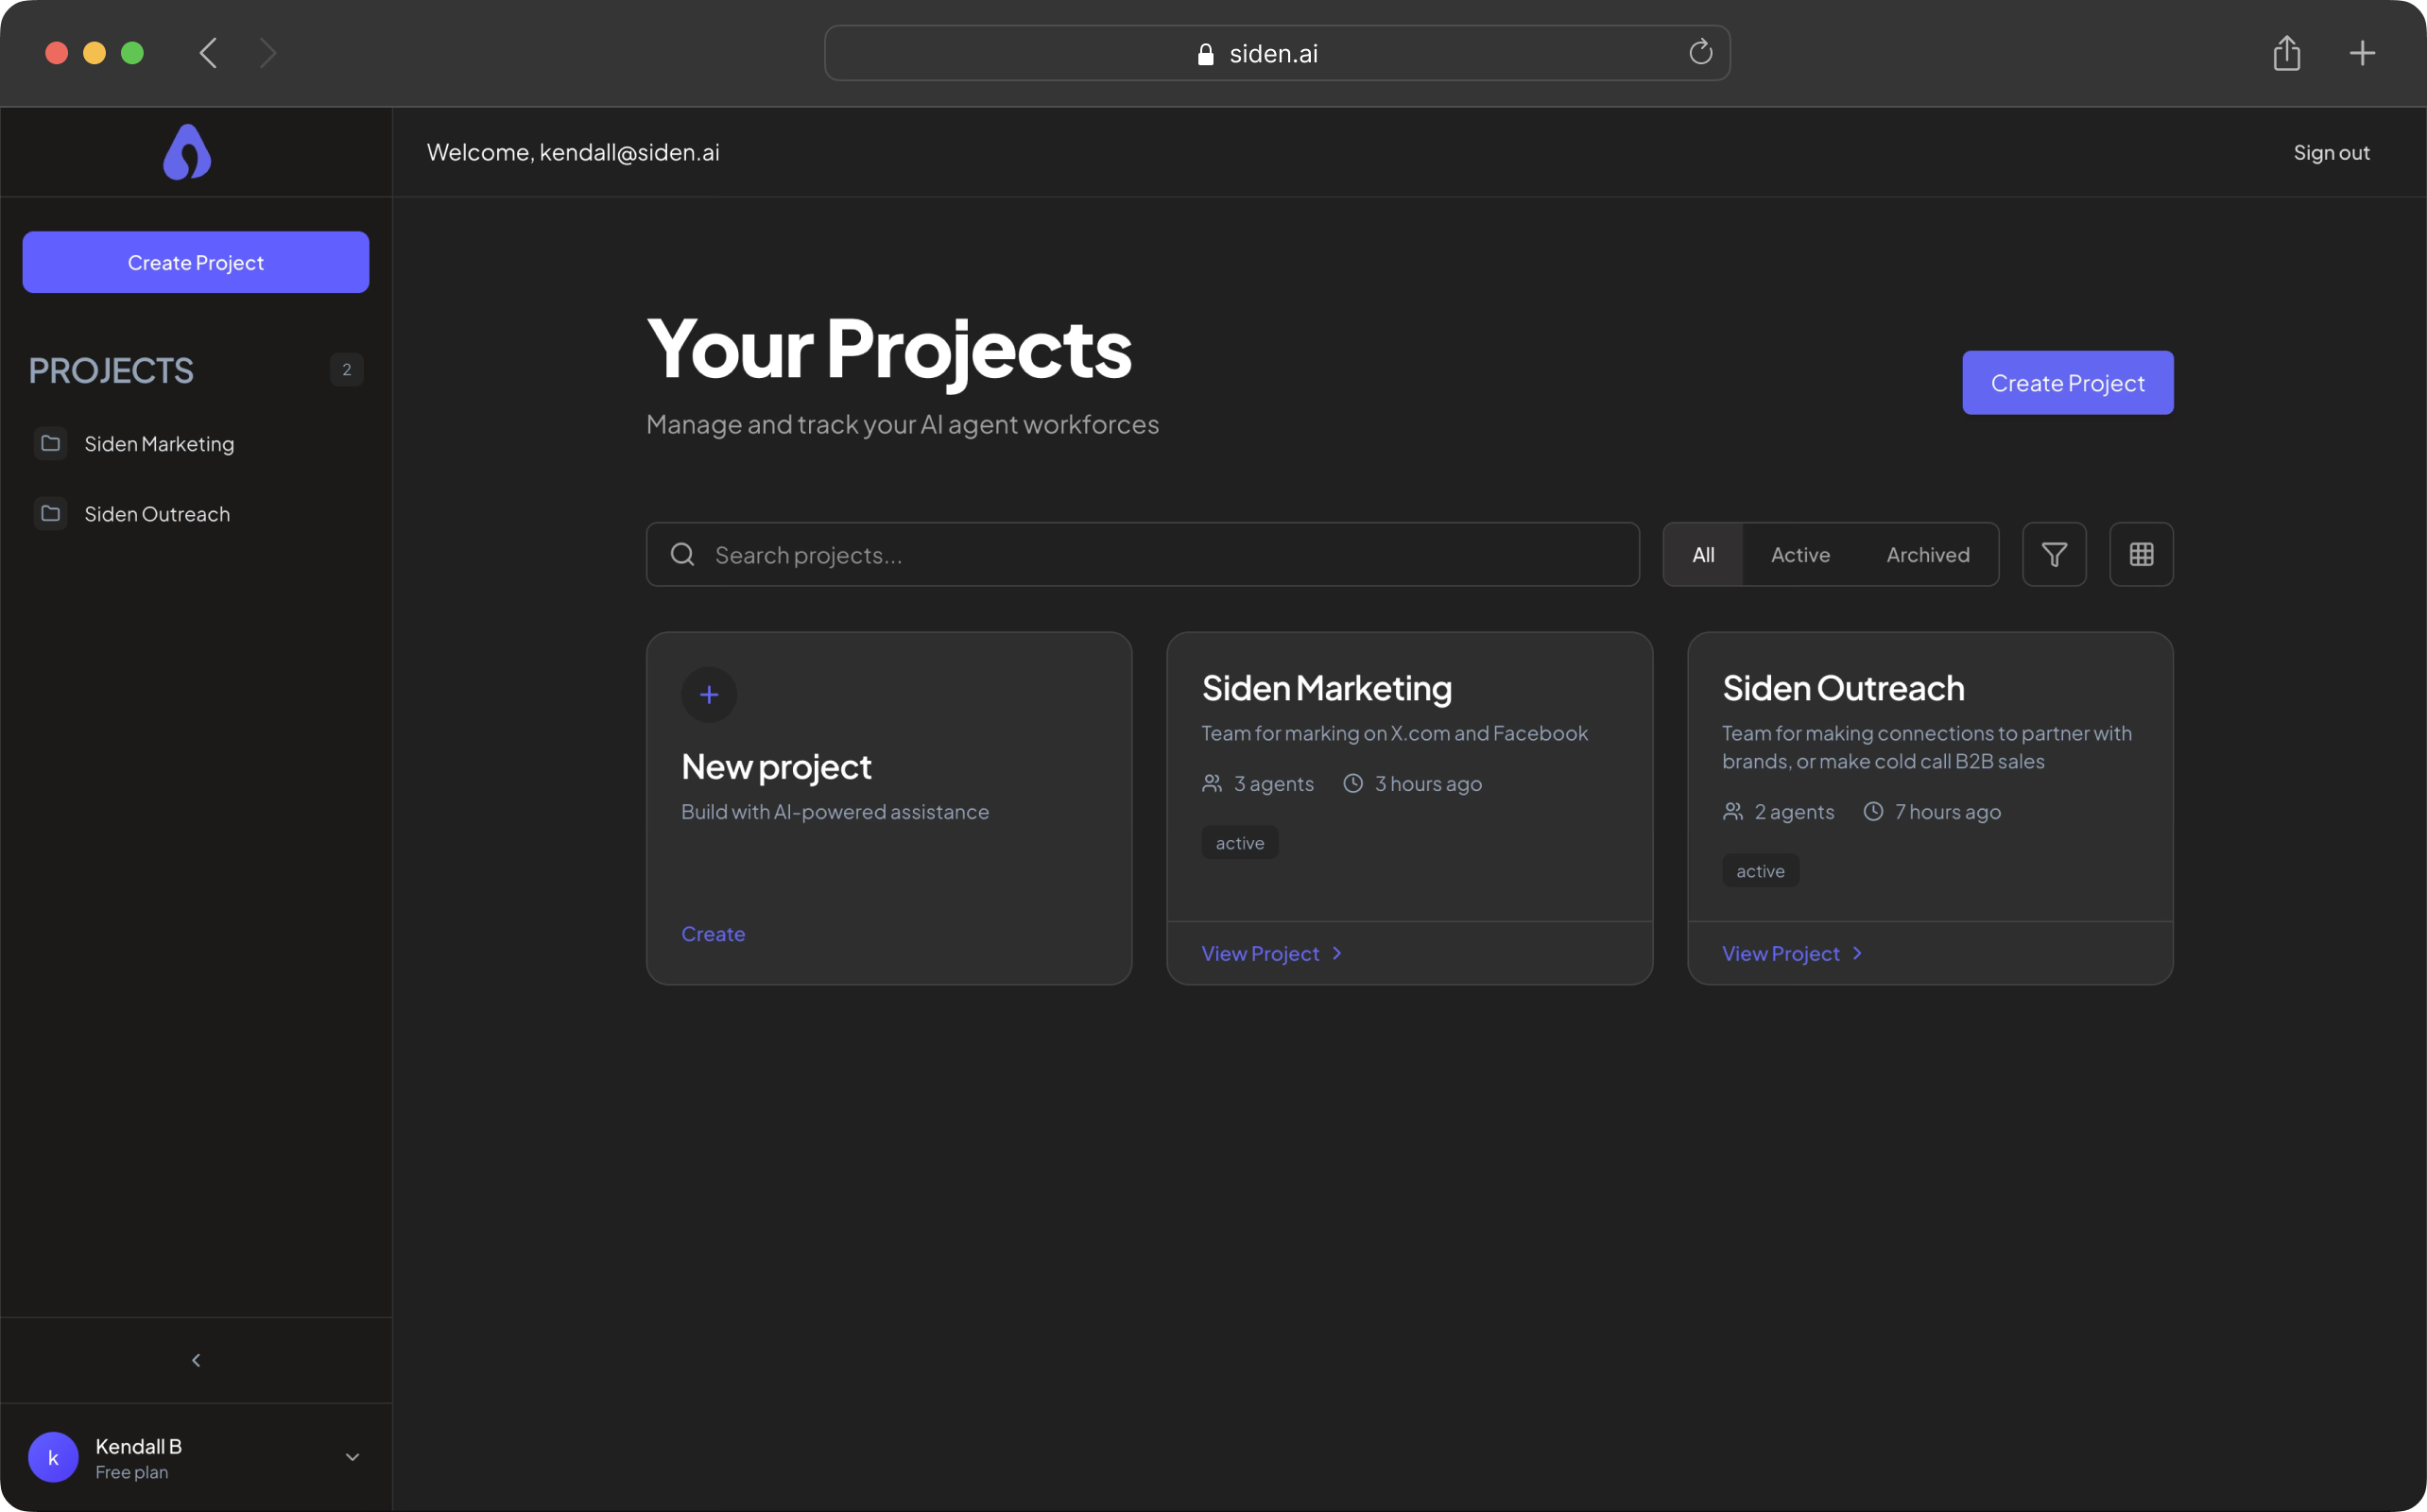 siden.ai
Welcome, kendall@siden.ai
Sign out
Create Project
PROJECTS
2
Siden Marketing
Siden Outreach
Your Projects
Manage and track your AI agent workforces
Create Project
Search projects...
All
Active
Archived
New project
Build with AI-powered assistance
Create
Siden Marketing
Team for marking on X.com and Facebook
3 agents
3 hours ago
active
View Project
Siden Outreach
Team for making connections to partner with
brands, or make cold call B2B sales
2 agents
7 hours ago
active
View Project
k
Kendall B
Free plan